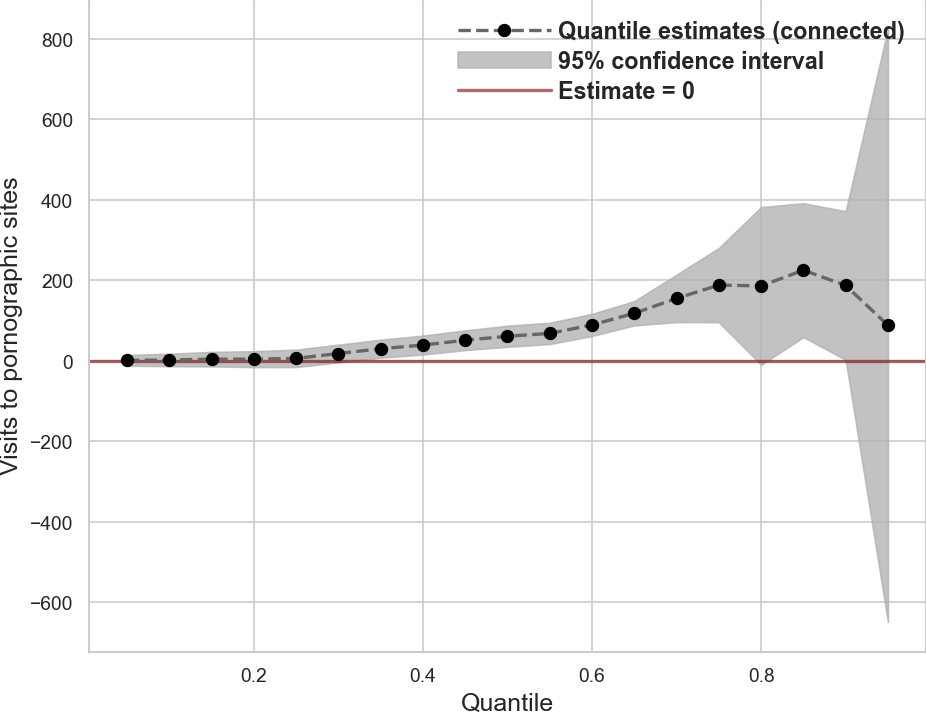 Quantile estimates (connected)
95% confidence interval
Estimate = 0
Visits to pornographic sites
800
600
400
200
0
−200
−400
−600
0.2
0.4
0.6
0.8
Quantile